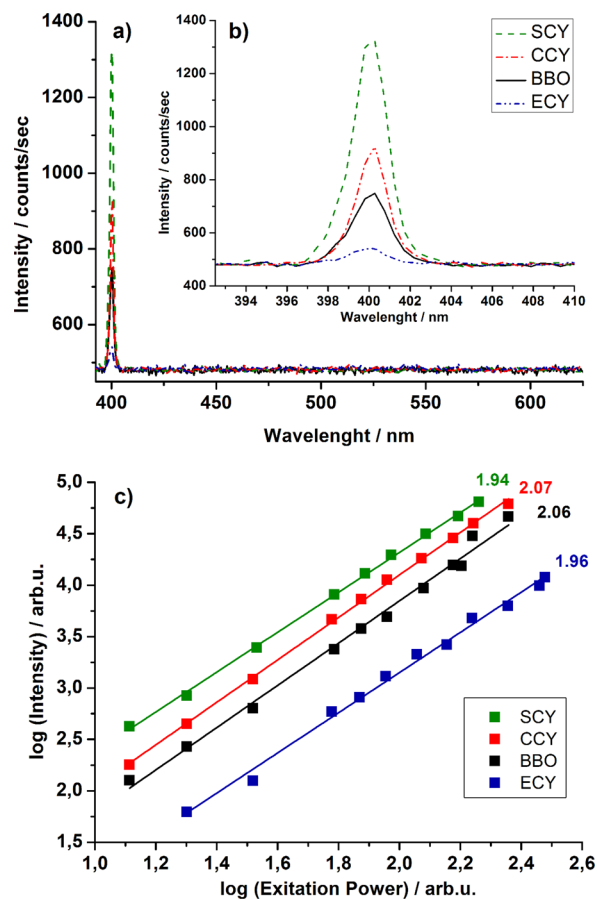 a)
b)
SCY
CCY
BBO
ECY
1400
1200
1000
800
600
Intensity / counts/sec
1400
1200
1000
800
600
400
Intensity / counts/sec
394 396 398 400 402 404 406 408 410
Wavelenght / nm
400 450 500 550 600
Wavelenght / nm
c)
1.94
2.07
2.06
1.96
5,0
4,5
4,0
3,5
3,0
2,5
2,0
1,5
log (Intensity) / arb.u.
SCY
CCY
BBO
ECY
1,0 1,2 1,4 1,6 1,8 2,0 2,2 2,4 2,6
log (Exitation Power) / arb.u.